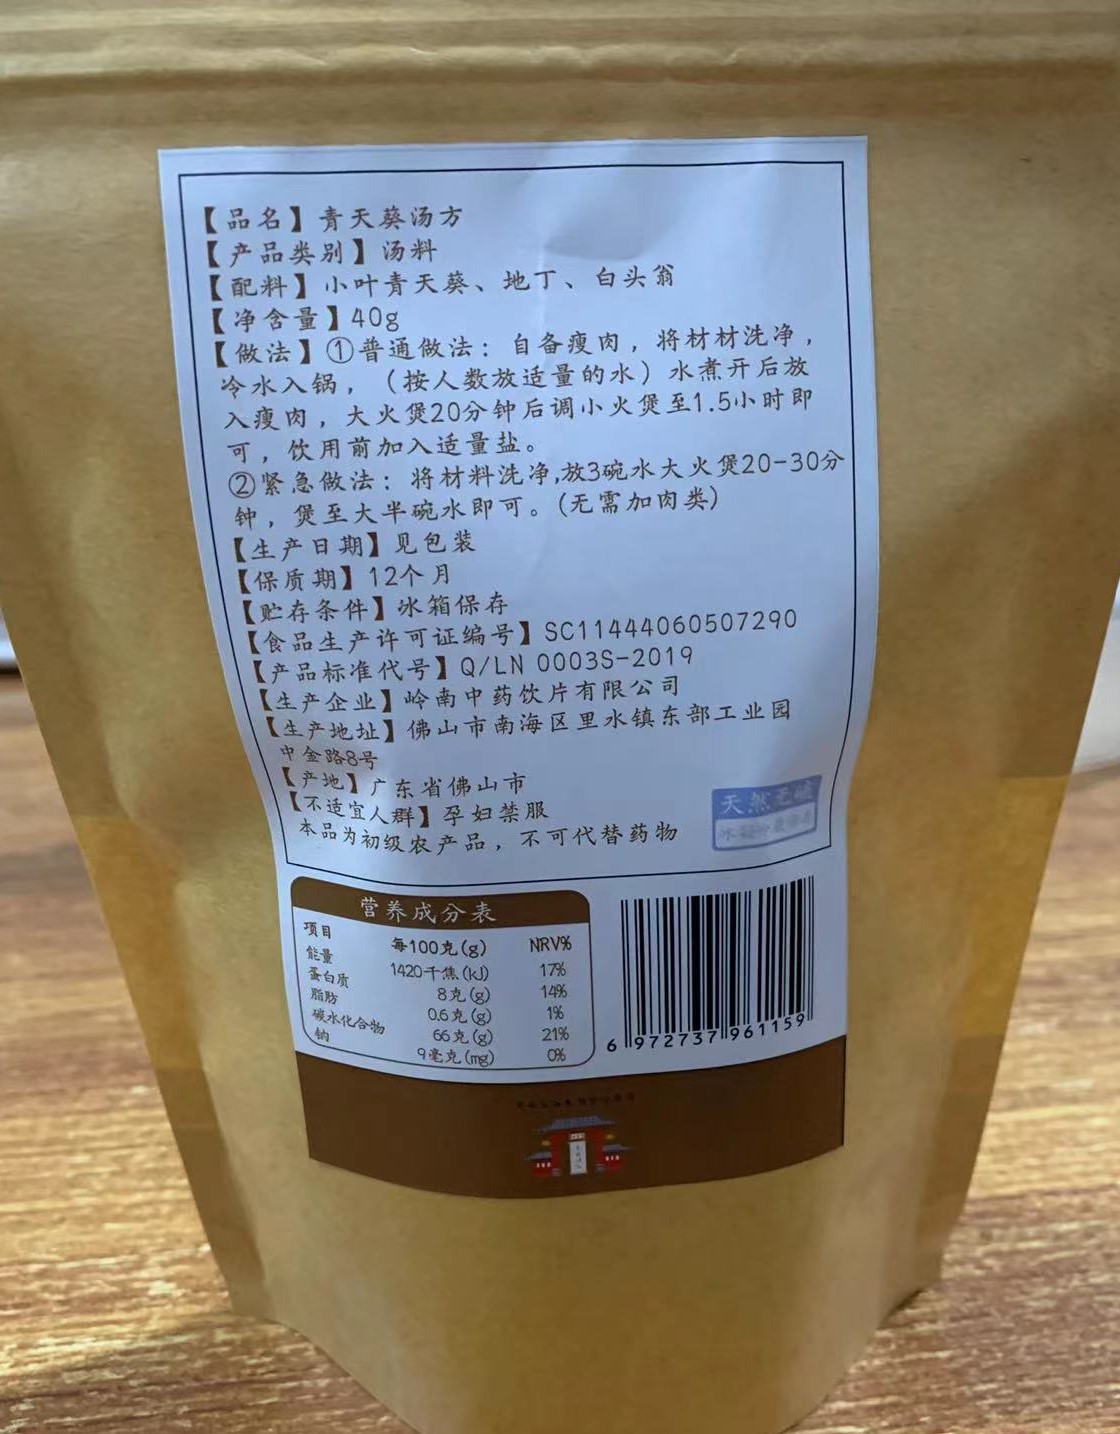 【品名】青天葵汤方
【产品类别】汤料
【配料】小叶青天葵、地丁、白头翁
【净含量】40g
【做法】①普通做法：自备瘦肉，将材材洗净，
冷水入锅，（按人数放适量的水）水煮开后放
入瘦肉，大火煲20分钟后调小火煲至1.5小时即
可，饮用前加入适量盐。
②紧急做法：将材料洗净,放3碗水大火煲20-30分
钟，煲至大半碗水即可。(无需加肉类)
【生产日期】见包装
【保质期】12个月
【贮存条件】冰箱保存
【食品生产许可证编号】SC11444060507290
【产品标准代号】Q/LN 0003S-2019
【生产企业】岭南中药饮片有限公司
【生产地址】佛山市南海区里水镇东部工业园
中金路8号
【产地】广东省佛山市
【不适宜人群】孕妇禁服
本品为初级农产品，不可代替药物
天然无硫
营养成分表
项目 每100克(g) NRV%
能量 1420千焦(kJ) 17%
蛋白质 8克(g) 14%
脂肪 0.6克(g) 1%
碳水化合物 66克(g) 21%
钠 9毫克(mg) 0%
6 972737 961159